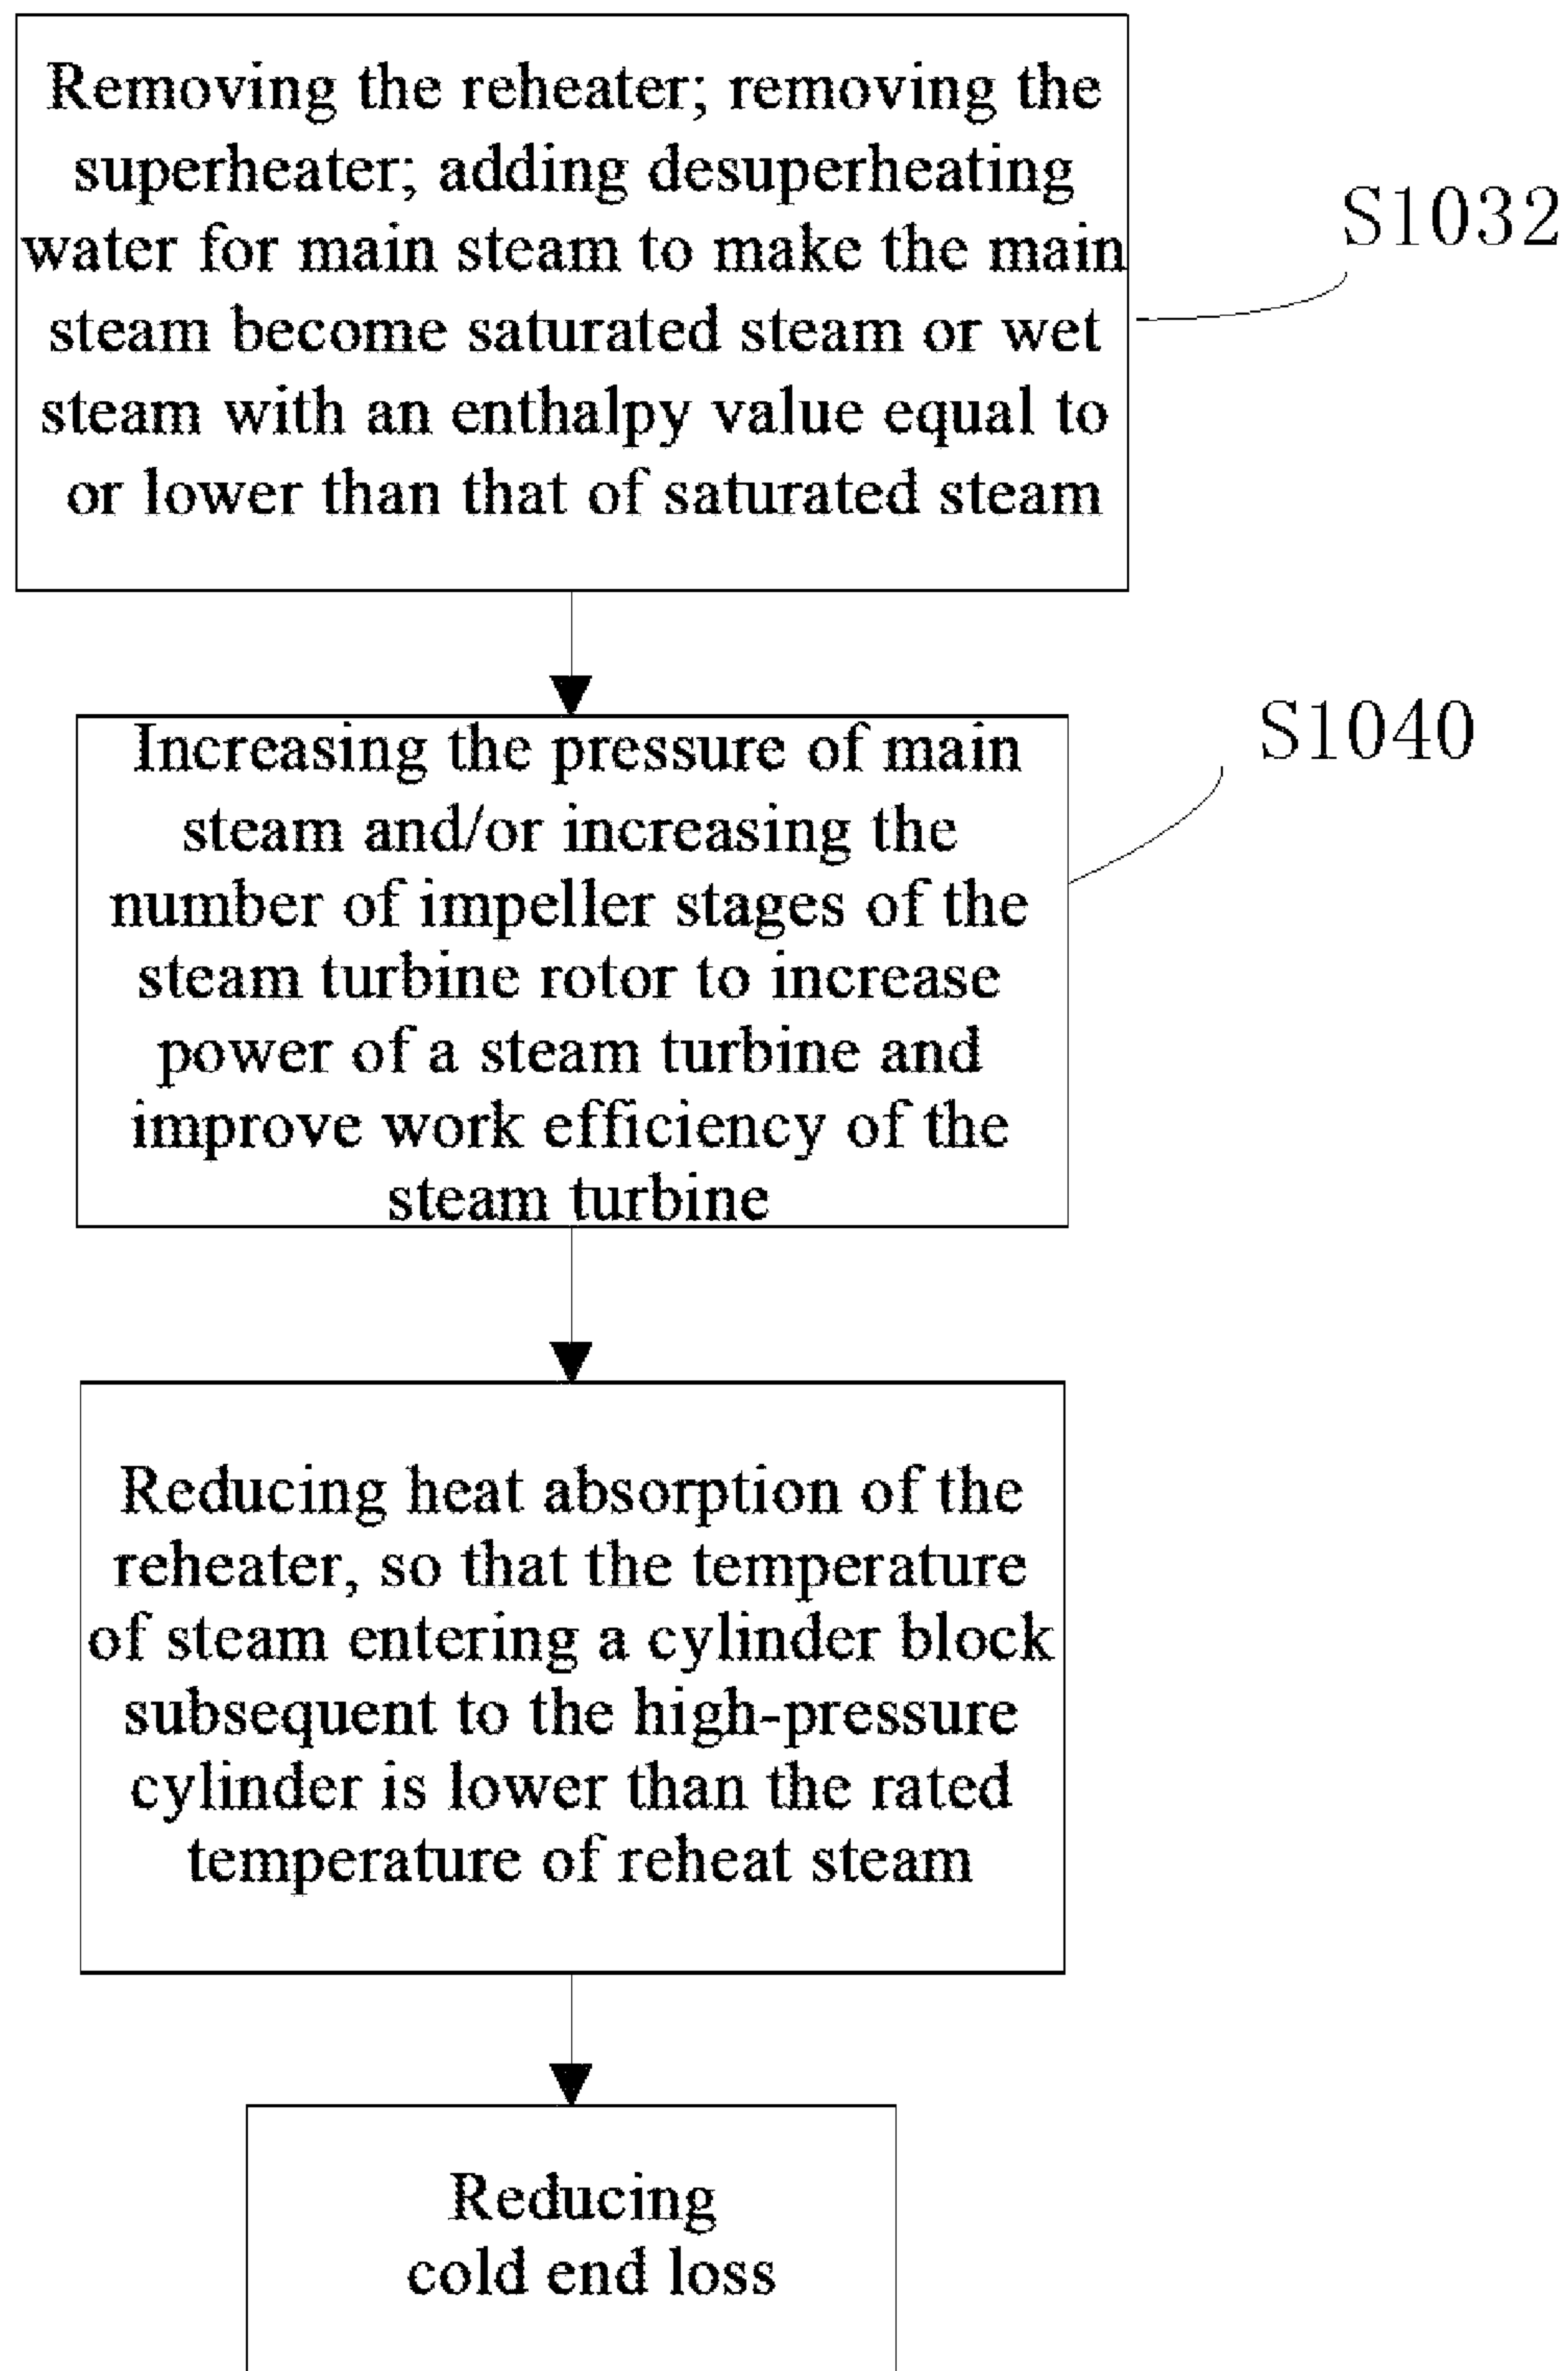 Removing the reheater; removing the
superheater; adding desuperheating
water for main steam to make the main
steam become saturated steam or wet
steam with an enthalpy value equal to
or lower than that of saturated steam
S1032
Increasing the pressure of main
steam and/or increasing the
number of impeller stages of the
steam turbine rotor to increase
power of a steam turbine and
improve work efficiency of the
steam turbine
S1040
Reducing heat absorption of the
reheater, so that the temperature
of steam entering a cylinder block
subsequent to the high-pressure
cylinder is lower than the rated
temperature of reheat steam
Reducing
cold end loss